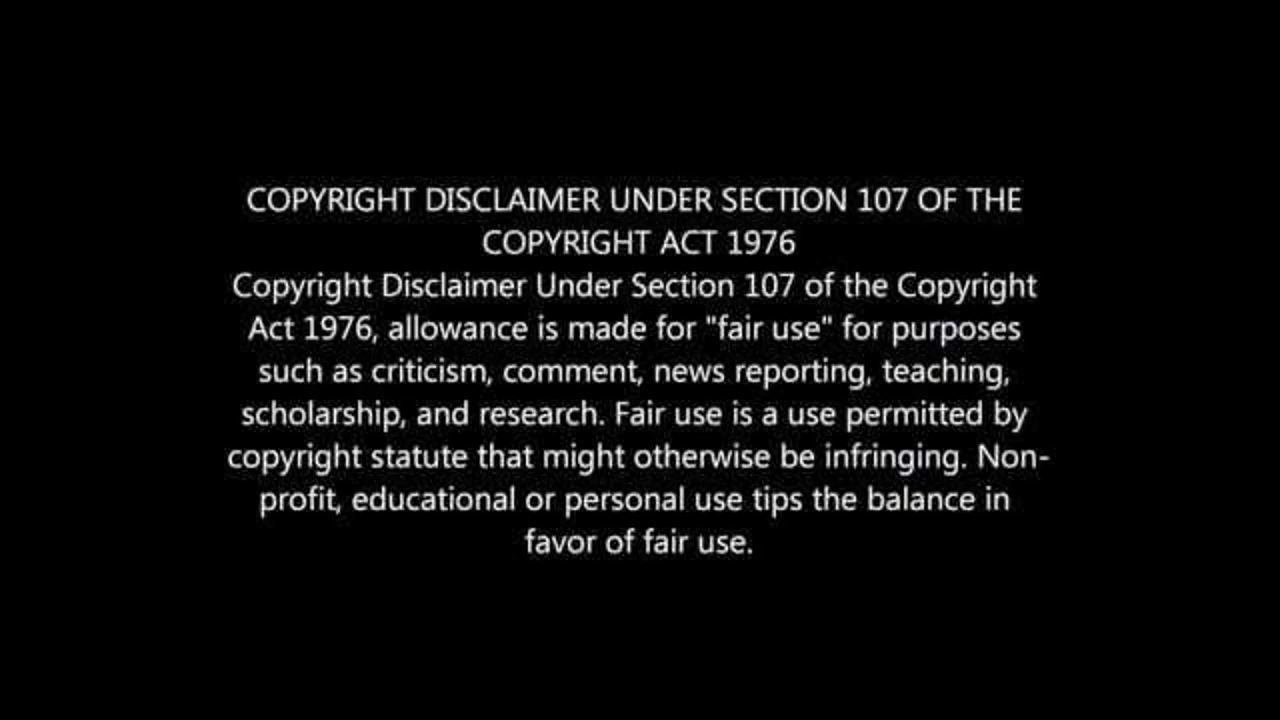 COPYRIGHT DISCLAIMER UNDER SECTION 107 OF THE
COPYRIGHT ACT 1976
Copyright Disclaimer Under Section 107 of the Copyright
Act 1976, allowance is made for "fair use" for purposes
such as criticism, comment, news reporting, teaching,
scholarship, and research. Fair use is a use permitted by
copyright statute that might otherwise be infringing. Non-
profit, educational or personal use tips the balance in
favor of fair use.